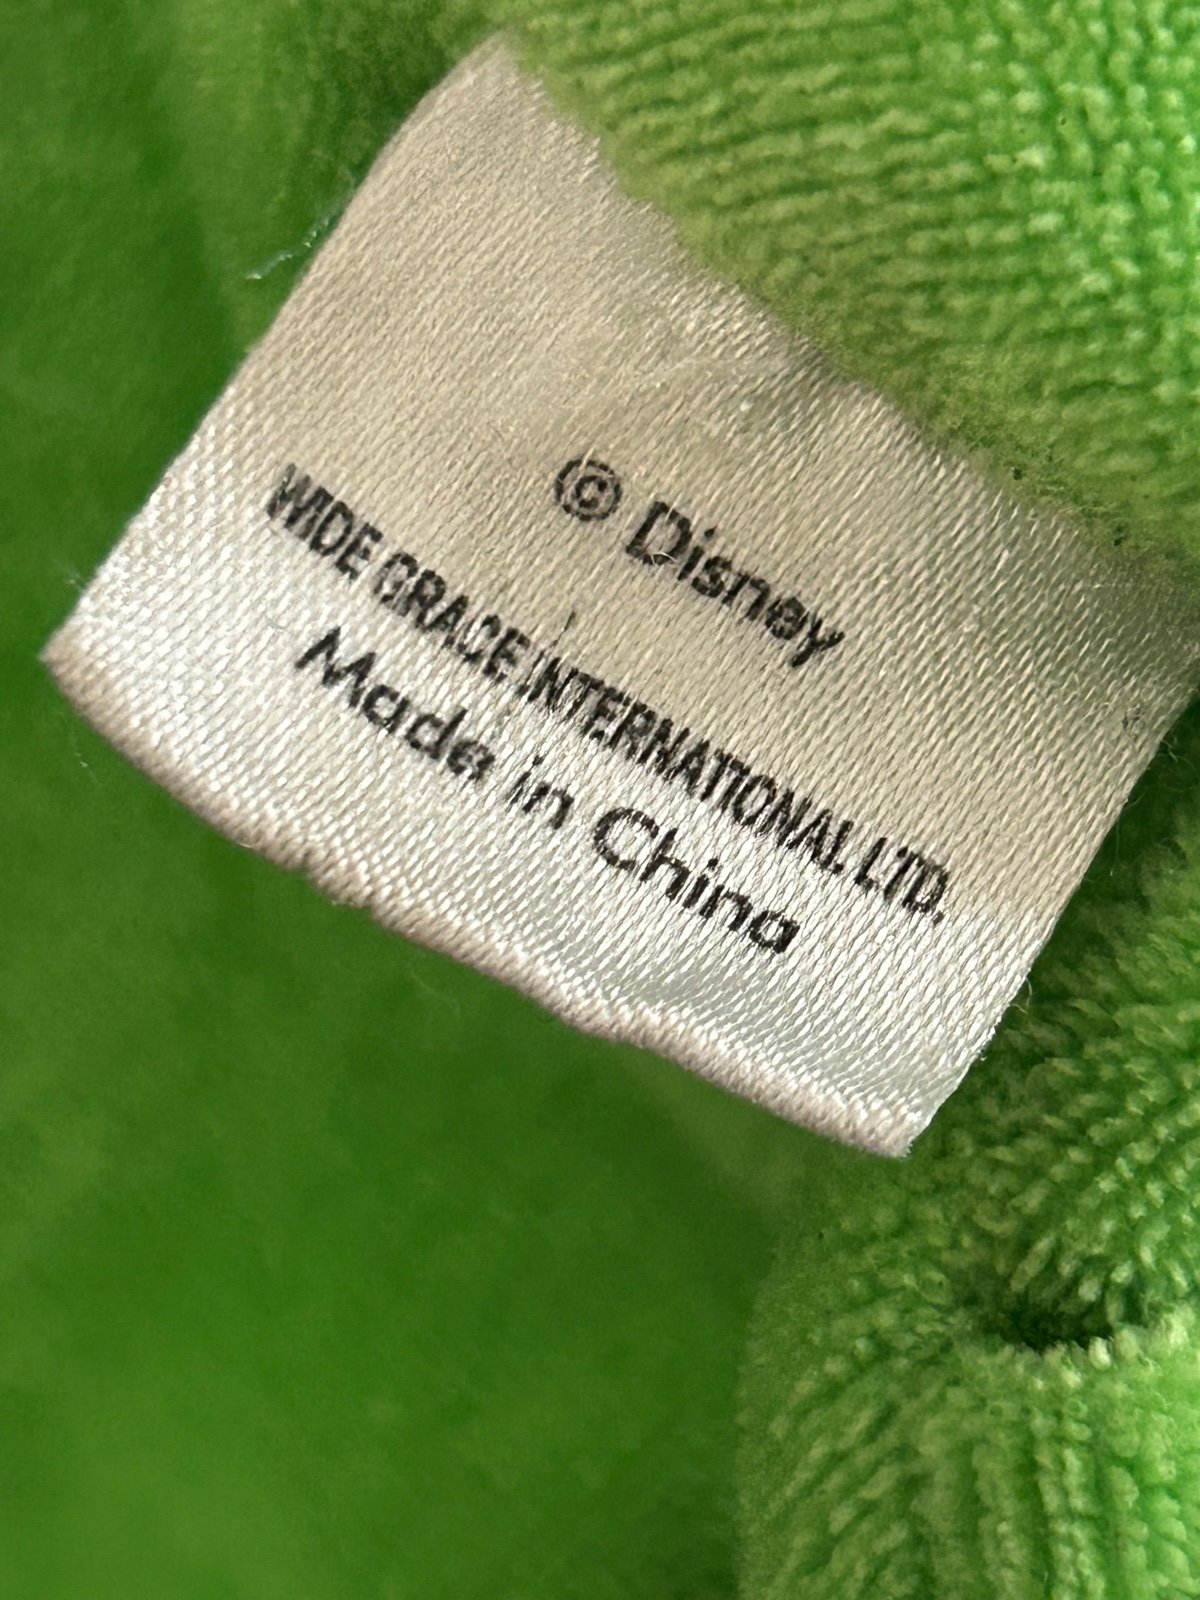 © Disney
WIDE GRACE INTERNATIONAL LTD.
Made in China